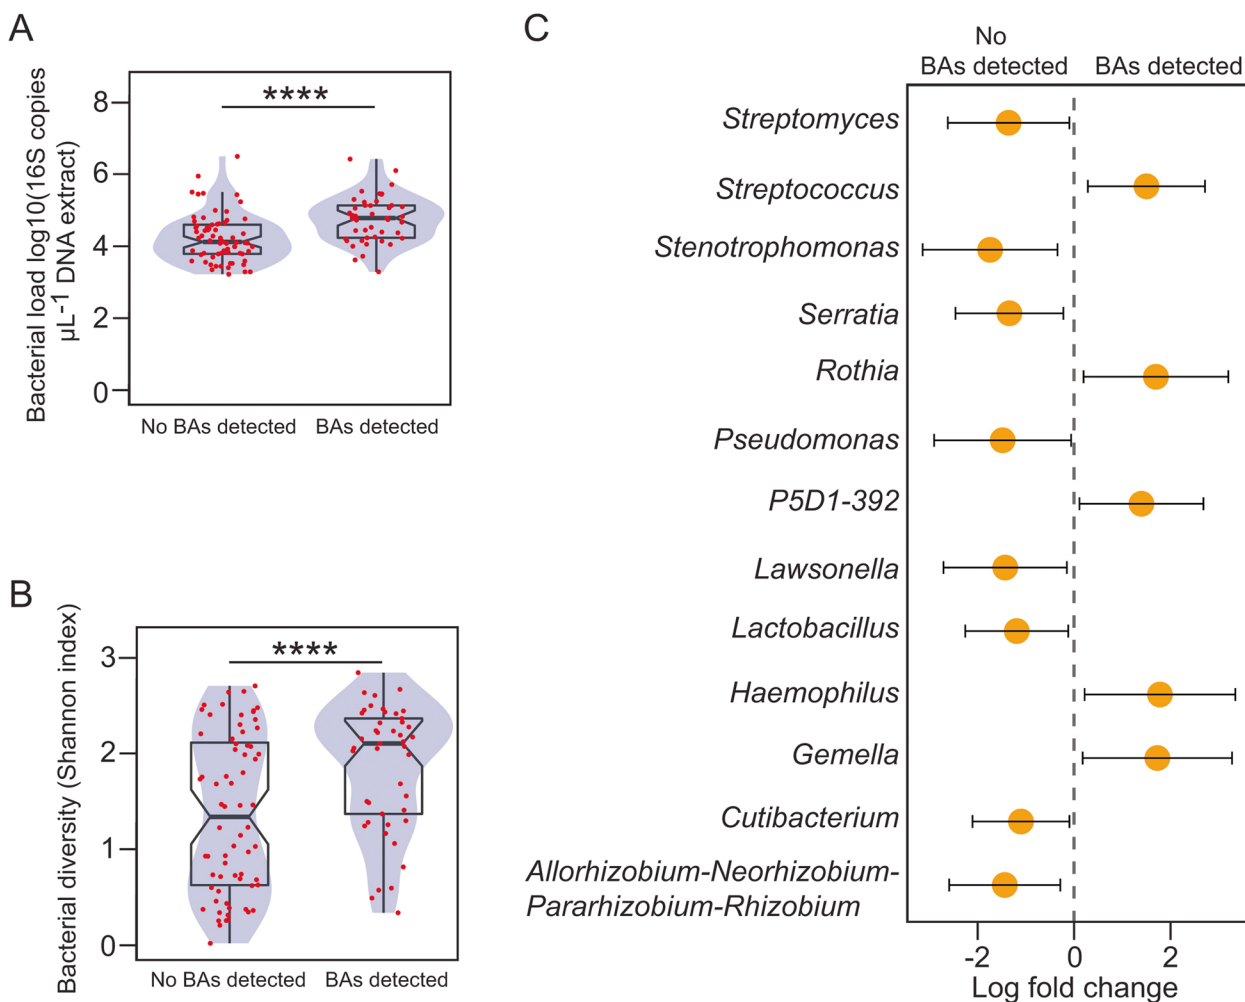 A
Bacterial load log10(16S copies
µL-1 DNA extract)
8
6
4
2
0
****
No BAs detected
BAs detected
B
Bacterial diversity (Shannon index)
3
2
1
0
****
No BAs detected
BAs detected
C
No
BAs detected
BAs detected
Streptomyces
Streptococcus
Stenotrophomonas
Serratia
Rothia
Pseudomonas
P5D1-392
Lawsonella
Lactobacillus
Haemophilus
Gemella
Cutibacterium
Allorhizobium-Neorhizobium-
Pararhizobium-Rhizobium
-2
0
2
Log fold change